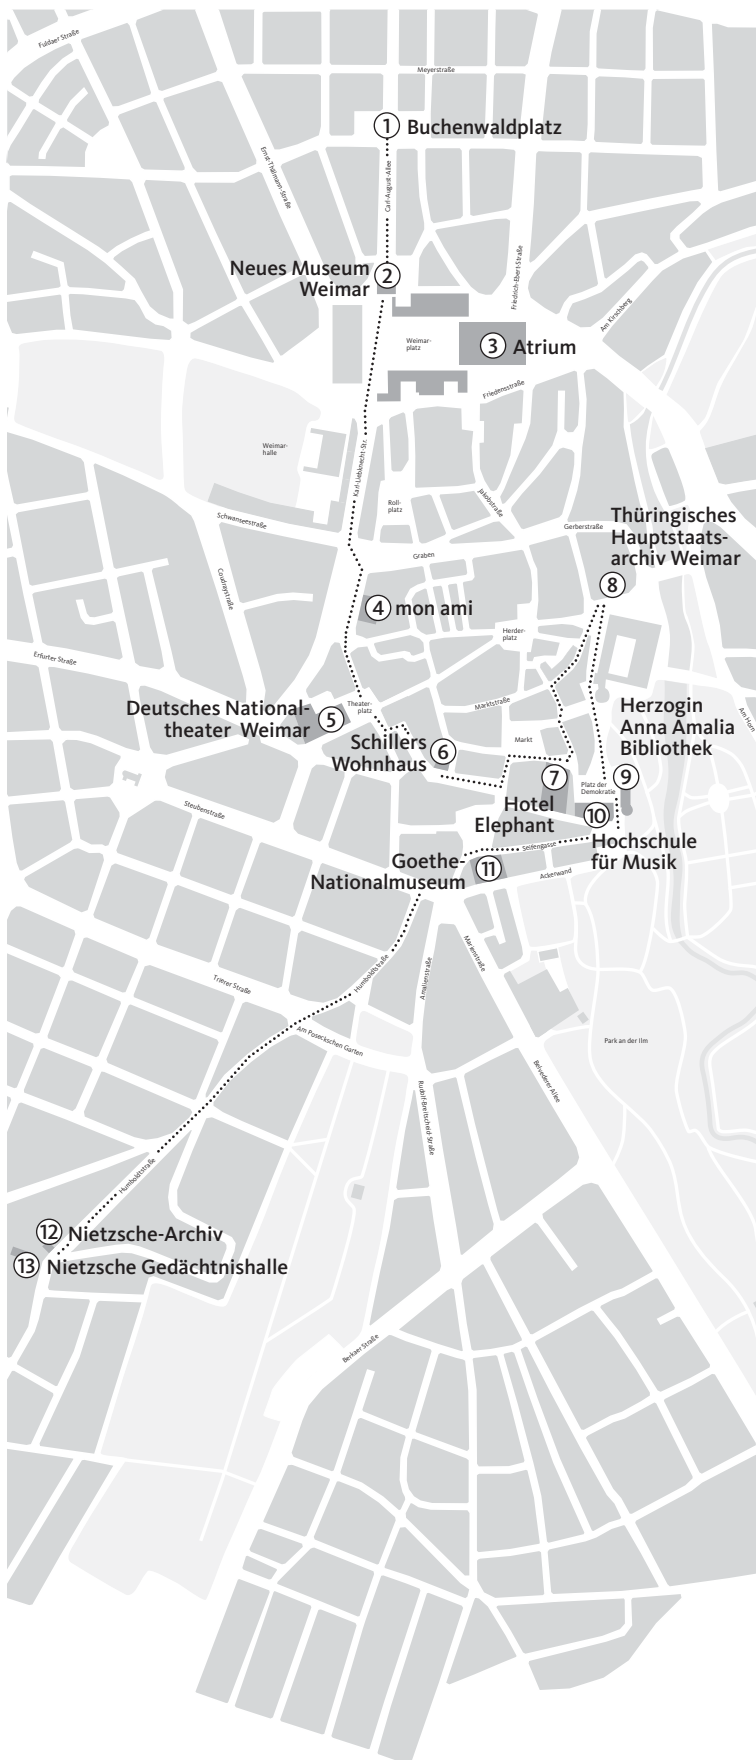 Fuldaer Straße
Meyerstraße
1 Buchenwaldplatz
Ernst-Thälmann-Straße
Carl-August-Allee
Friedrich-Ebert-Straße
Neues Museum
Weimar
2
Am Kirschberg
Weimar-
platz
3 Atrium
Friedensstraße
Weimar-
halle
Karl-Liebknecht-Str.
Roll-
platz
Jakobstraße
Schwanseestraße
Gerberstraße
Thüringisches
Hauptstaats-
archiv Weimar
8
Graben
Coudraystraße
4 mon ami
Herder-
platz
Erfurter Straße
Marktstraße
Theater-
platz
Deutsches National-
theater Weimar
5
Am Horn
Herzogin
Anna Amalia
Bibliothek
9
Schillers
Wohnhaus
6
Markt
7
Hotel
Elephant
Platz der
Demokratie
10
Hochschule
für Musik
Steubenstraße
Seifengasse
Goethe-
Nationalmuseum
11
Ackerwand
Marienstraße
Humboldtstraße
Amalienstraße
Trierer Straße
Am Poseckschen Garten
Park an der Ilm
Belvederer Allee
Rudolf-Breitscheid-Straße
Humboldtstraße
12 Nietzsche-Archiv
13 Nietzsche Gedächtnishalle
Berkaer Straße